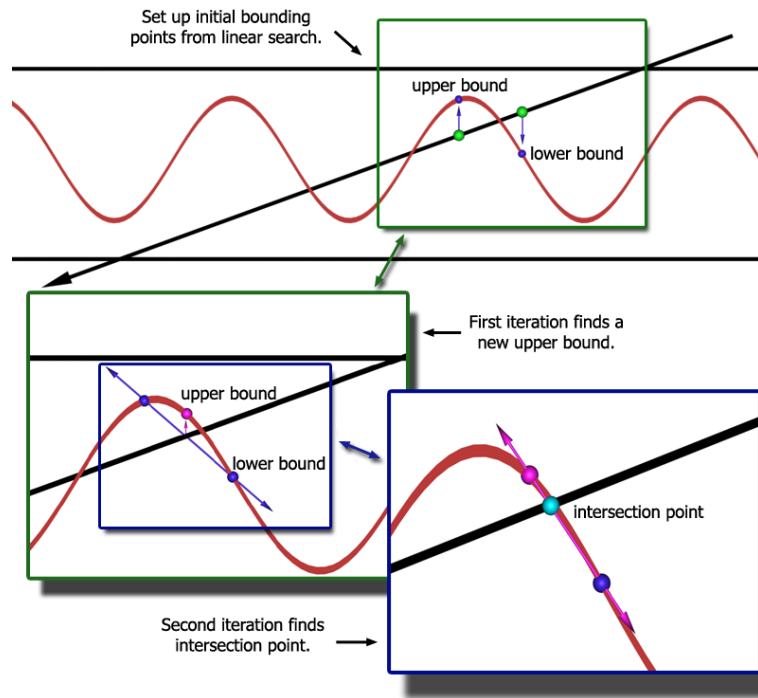 Set up initial bounding
points from linear search.
upper bound
lower bound
First iteration finds a
new upper bound.
upper bound
lower bound
intersection point
Second iteration finds
intersection point.